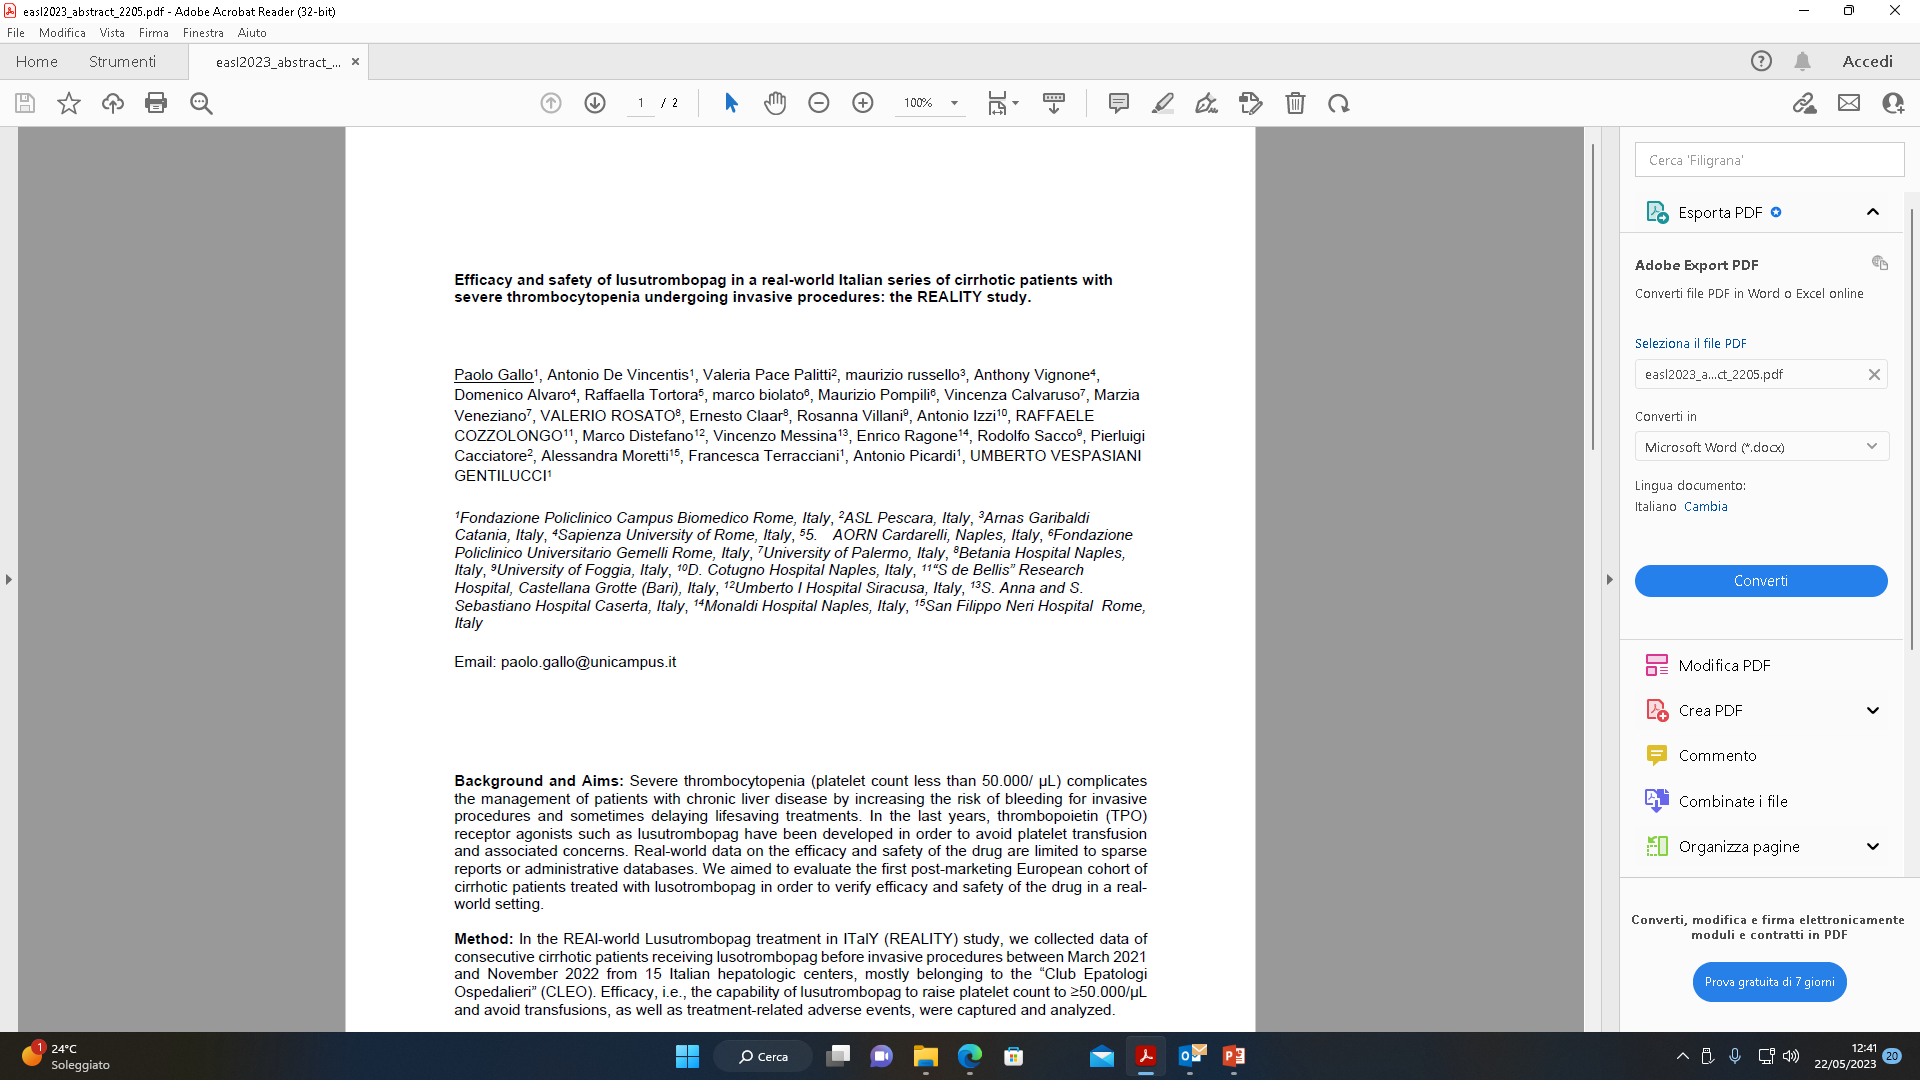 easl2023_abstract_2205.pdf - Adobe Acrobat Reader (32-bit)
File Modifica Vista Firma Finestra Aiuto
Home Strumenti easl2023_abstract_... × Accedi
1 / 2 100%
Efficacy and safety of lusutrombopag in a real-world Italian series of cirrhotic patients with
severe thrombocytopenia undergoing invasive procedures: the REALITY study.
Paolo Gallo¹, Antonio De Vincentis¹, Valeria Pace Palitti², maurizio russello³, Anthony Vignone⁴,
Domenico Alvaro⁴, Raffaella Tortora⁵, marco biolato⁶, Maurizio Pompili⁶, Vincenza Calvaruso⁷, Marzia
Veneziano⁷, VALERIO ROSATO⁸, Ernesto Claar⁸, Rosanna Villani⁹, Antonio Izzi¹⁰, RAFFAELE
COZZOLONGO¹¹, Marco Distefano¹², Vincenzo Messina¹³, Enrico Ragone¹⁴, Rodolfo Sacco⁹, Pierluigi
Cacciatore², Alessandra Moretti¹⁵, Francesca Terracciani¹, Antonio Picardi¹, UMBERTO VESPASIANI
GENTILUCCI¹
¹Fondazione Policlinico Campus Biomedico Rome, Italy, ²ASL Pescara, Italy, ³Arnas Garibaldi
Catania, Italy, ⁴Sapienza University of Rome, Italy, ⁵5. AORN Cardarelli, Naples, Italy, ⁶Fondazione
Policlinico Universitario Gemelli Rome, Italy, ⁷University of Palermo, Italy, ⁸Betania Hospital Naples,
Italy, ⁹University of Foggia, Italy, ¹⁰D. Cotugno Hospital Naples, Italy, ¹¹“S de Bellis” Research
Hospital, Castellana Grotte (Bari), Italy, ¹²Umberto I Hospital Siracusa, Italy, ¹³S. Anna and S.
Sebastiano Hospital Caserta, Italy, ¹⁴Monaldi Hospital Naples, Italy, ¹⁵San Filippo Neri Hospital Rome,
Italy
Email: paolo.gallo@unicampus.it
Background and Aims: Severe thrombocytopenia (platelet count less than 50.000/ µL) complicates
the management of patients with chronic liver disease by increasing the risk of bleeding for invasive
procedures and sometimes delaying lifesaving treatments. In the last years, thrombopoietin (TPO)
receptor agonists such as lusutrombopag have been developed in order to avoid platelet transfusion
and associated concerns. Real-world data on the efficacy and safety of the drug are limited to sparse
reports or administrative databases. We aimed to evaluate the first post-marketing European cohort of
cirrhotic patients treated with lusotrombopag in order to verify efficacy and safety of the drug in a real-
world setting.
Method: In the REAl-world Lusutrombopag treatment in ITalY (REALITY) study, we collected data of
consecutive cirrhotic patients receiving lusotrombopag before invasive procedures between March 2021
and November 2022 from 15 Italian hepatologic centers, mostly belonging to the “Club Epatologi
Ospedalieri” (CLEO). Efficacy, i.e., the capability of lusutrombopag to raise platelet count to ≥50.000/µL
and avoid transfusions, as well as treatment-related adverse events, were captured and analyzed.
Cerca 'Filigrana'
Esporta PDF
Adobe Export PDF
Converti file PDF in Word o Excel online
Seleziona il file PDF
easl2023_a...ct_2205.pdf
Converti in
Microsoft Word (*.docx)
Lingua documento:
Italiano Cambia
Converti
Modifica PDF
Crea PDF
Commento
Combinate i file
Organizza pagine
Converti, modifica e firma elettronicamente
moduli e contratti in PDF
Prova gratuita di 7 giorni
1
24°C
Soleggiato
Cerca
12:41
22/05/2023
20